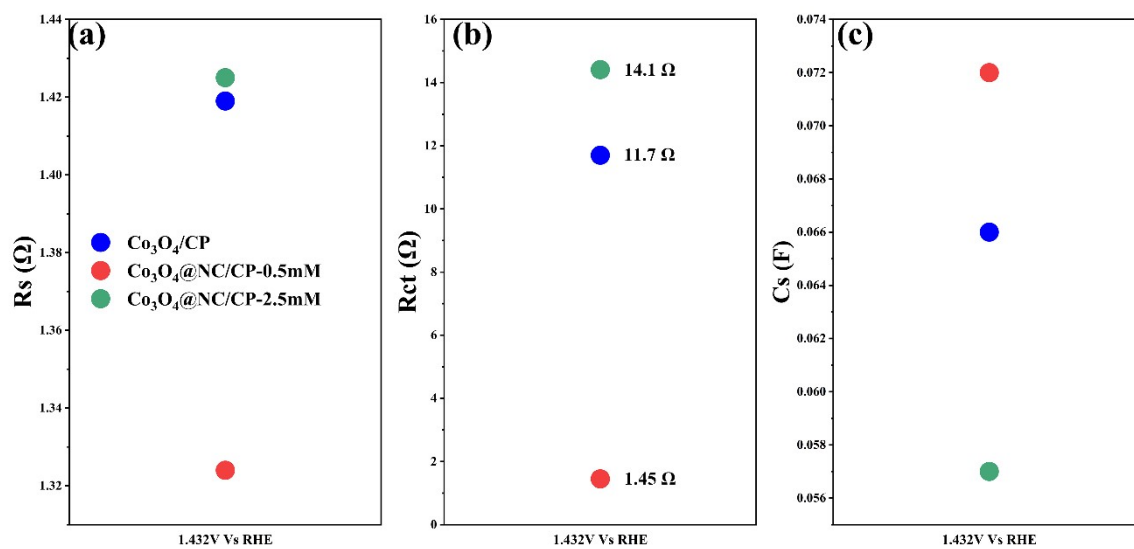 (a)
Rs (Ω)
1.44
1.42
1.40
1.38
1.36
1.34
1.32
Co₃O₄/CP
Co₃O₄@NC/CP-0.5mM
Co₃O₄@NC/CP-2.5mM
1.432V Vs RHE
(b)
Rct (Ω)
16
14
12
10
8
6
4
2
0
14.1 Ω
11.7 Ω
1.45 Ω
1.432V Vs RHE
(c)
Cs (F)
0.074
0.072
0.070
0.068
0.066
0.064
0.062
0.060
0.058
0.056
1.432V Vs RHE